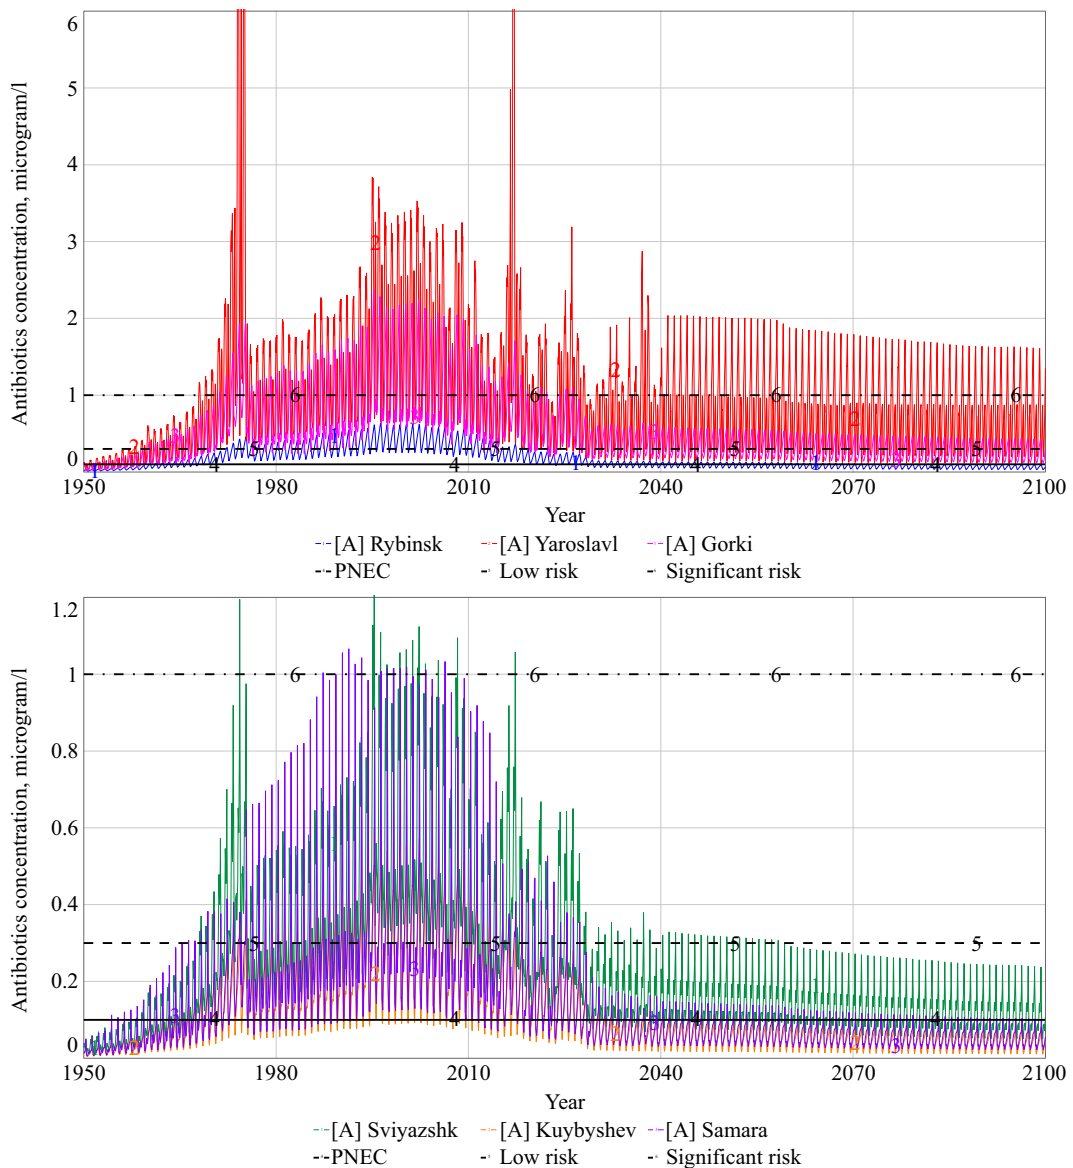 Antibiotics concentration, microgram/l
6
5
4
3
2
1
0
1950 1980 2010 2040 2070 2100
Year
[A] Rybinsk [A] Yaroslavl [A] Gorki
PNEC Low risk Significant risk
Antibiotics concentration, microgram/l
1.2
1
0.8
0.6
0.4
0.2
0
1950 1980 2010 2040 2070 2100
Year
[A] Sviyazshk [A] Kuybyshev [A] Samara
PNEC Low risk Significant risk